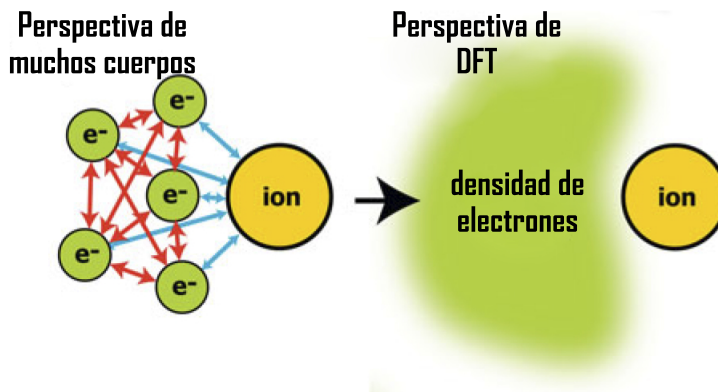 Perspectiva de
muchos cuerpos
Perspectiva de
DFT
e-
e-
e-
e-
e-
ion
densidad de
electrones
ion